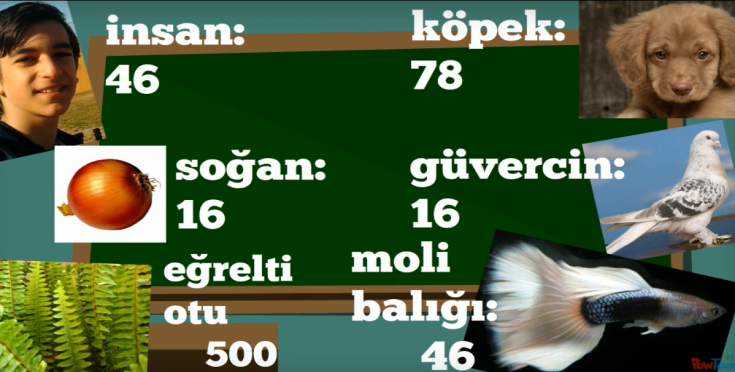 insan:
46
köpek:
78
soğan:
16
güvercin:
16
eğrelti
otu
500
moli
balığı:
46